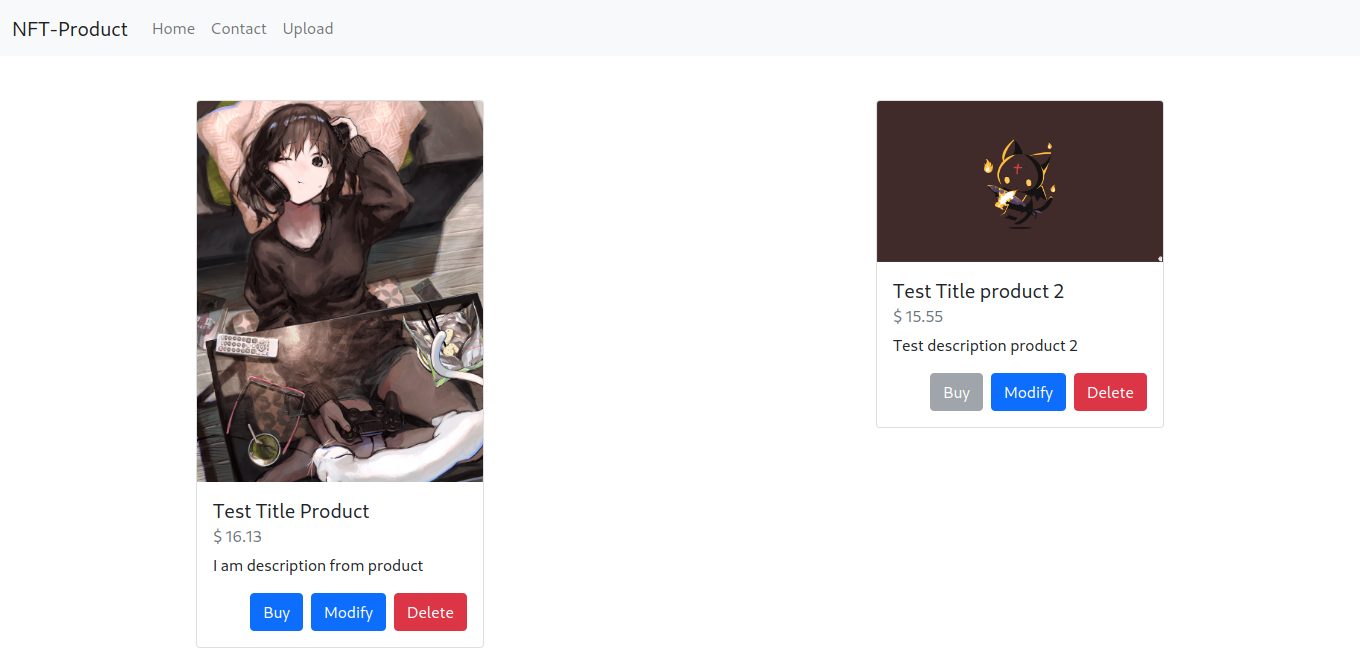 NFT-Product Home Contact Upload
Test Title Product
$ 16.13
I am description from product
Buy Modify Delete
Test Title product 2
$ 15.55
Test description product 2
Buy Modify Delete